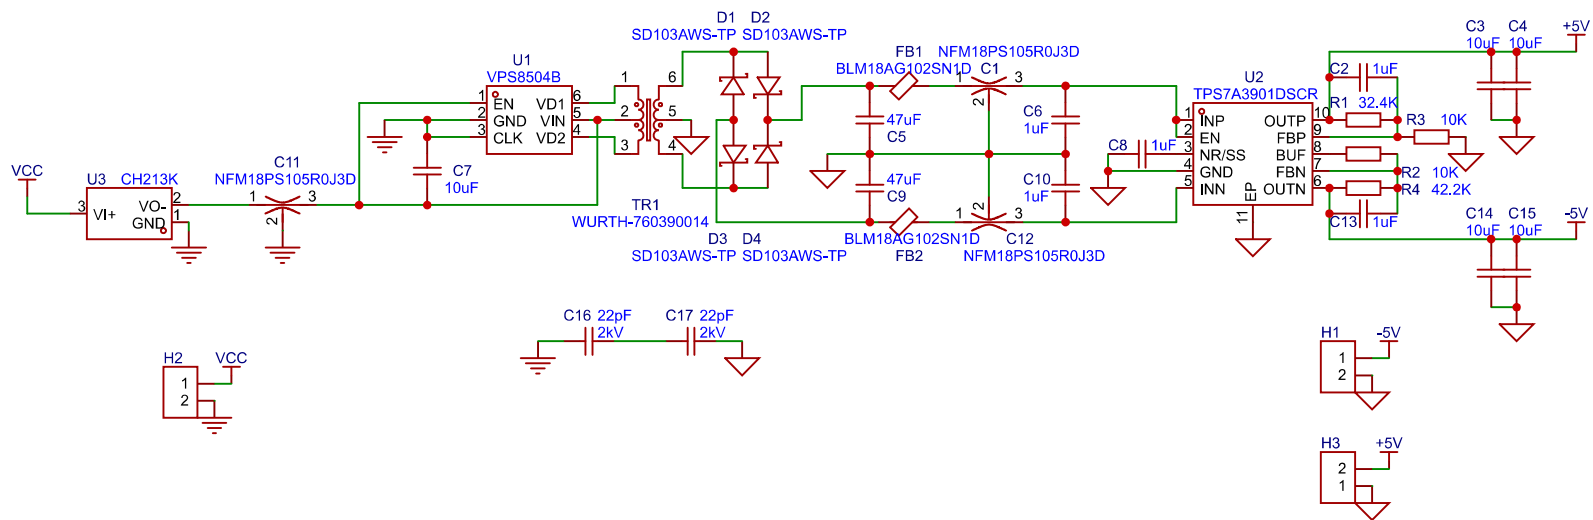 D1 D2
SD103AWS-TP SD103AWS-TP
C3 C4
+5V
10uF 10uF
U1
VPS8504B
1 6
FB1 NFM18PS105R0J3D
BLM18AG102SN1D
1 C1 3
2
C2 1uF
U2
TPS7A3901DSCR
1 EN VD1 6
2 GND VIN 5
3 CLK VD2 4
2 5
3 4
47uF
C5
C6
1uF
1 INP OUTP 10
2 EN FBP 9
3 NR/SS BUF 8
4 GND FBN 7
5 INN OUTN 6
EP
11
R1 32.4K
R3 10K
C8 1uF
R2 10K
R4 42.2K
C7
10uF
C11
NFM18PS105R0J3D
1 3
2
VCC
U3 CH213K
3 VI+ VO- 2
GND 1
47uF
C9
C10
1uF
TR1
WURTH-760390014
1 2 3
BLM18AG102SN1D C12
FB2 NFM18PS105R0J3D
D3 D4
SD103AWS-TP SD103AWS-TP
C13 1uF
C14 C15
10uF 10uF
-5V
C16 22pF
2kV
C17 22pF
2kV
H2 VCC
1
2
H1 -5V
1
2
H3 +5V
2
1